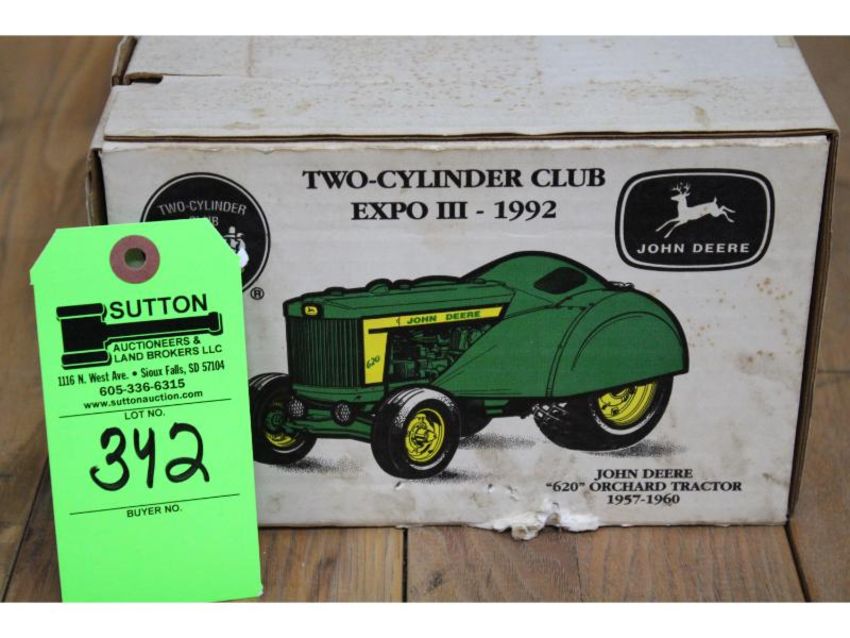 TWO-CYLINDER CLUB
EXPO III - 1992
TWO-CYLINDER
CLUB
®
JOHN DEERE
JOHN DEERE
620
JOHN DEERE
"620" ORCHARD TRACTOR
1957-1960
SUTTON
AUCTIONEERS &
LAND BROKERS LLC
1116 N. West Ave. • Sioux Falls, SD 57104
605-336-6315
www.suttonauction.com
LOT NO.
342
BUYER NO.